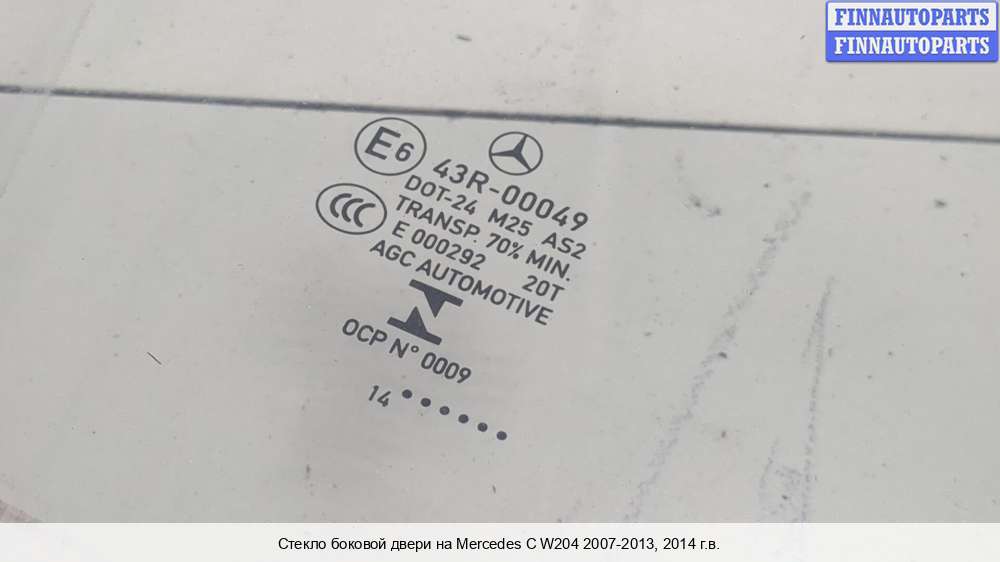 FINNAUTOPARTS
FINNAUTOPARTS
E6
43R-00049
CCC
DOT-24 M25 AS2
TRANSP. 70% MIN.
E 000292 20T
AGC AUTOMOTIVE
OCP N° 0009
14 ••••••
Стекло боковой двери на Mercedes C W204 2007-2013, 2014 г.в.